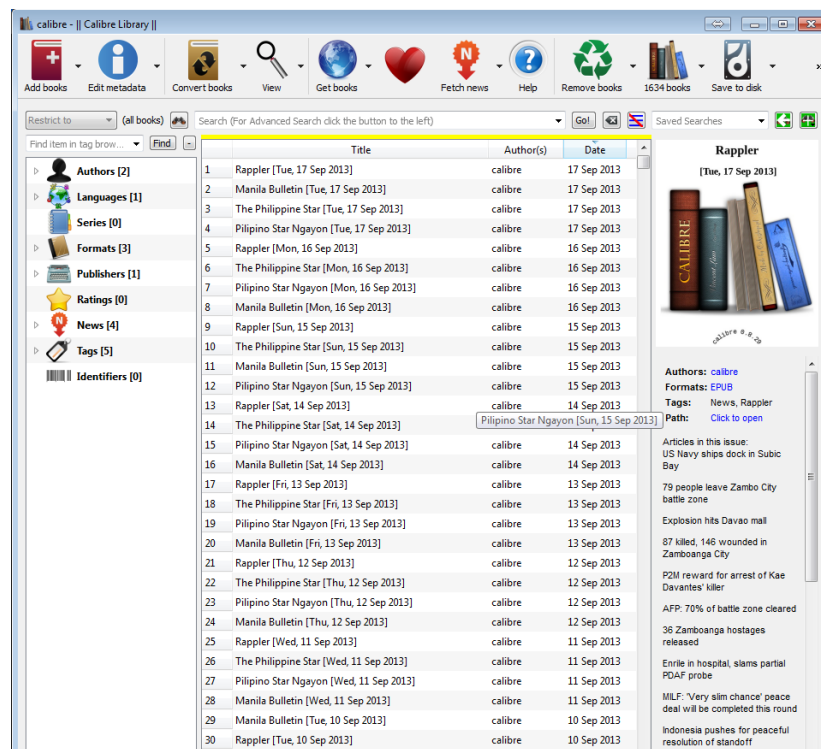 calibre - || Calibre Library ||
Add books
Edit metadata
Convert books
View
Get books
Fetch news
Help
Remove books
1634 books
Save to disk
»
Restrict to
(all books)
Search (For Advanced Search click the button to the left)
Go!
Saved Searches
Find item in tag brow...
Find
-
Authors [2]
Languages [1]
Series [0]
Formats [3]
Publishers [1]
Ratings [0]
News [4]
Tags [5]
Identifiers [0]
Title Author(s) Date
1 Rappler [Tue, 17 Sep 2013] calibre 17 Sep 2013
2 Manila Bulletin [Tue, 17 Sep 2013] calibre 17 Sep 2013
3 The Philippine Star [Tue, 17 Sep 2013] calibre 17 Sep 2013
4 Pilipino Star Ngayon [Tue, 17 Sep 2013] calibre 17 Sep 2013
5 Rappler [Mon, 16 Sep 2013] calibre 16 Sep 2013
6 The Philippine Star [Mon, 16 Sep 2013] calibre 16 Sep 2013
7 Pilipino Star Ngayon [Mon, 16 Sep 2013] calibre 16 Sep 2013
8 Manila Bulletin [Mon, 16 Sep 2013] calibre 16 Sep 2013
9 Rappler [Sun, 15 Sep 2013] calibre 15 Sep 2013
10 The Philippine Star [Sun, 15 Sep 2013] calibre 15 Sep 2013
11 Manila Bulletin [Sun, 15 Sep 2013] calibre 15 Sep 2013
12 Pilipino Star Ngayon [Sun, 15 Sep 2013] calibre 15 Sep 2013
13 Rappler [Sat, 14 Sep 2013] calibre 14 Sep 2013
14 The Philippine Star [Sat, 14 Sep 2013]
Pilipino Star Ngayon [Sun, 15 Sep 2013]
15 Pilipino Star Ngayon [Sat, 14 Sep 2013] calibre 14 Sep 2013
16 Manila Bulletin [Sat, 14 Sep 2013] calibre 14 Sep 2013
17 Rappler [Fri, 13 Sep 2013] calibre 13 Sep 2013
18 The Philippine Star [Fri, 13 Sep 2013] calibre 13 Sep 2013
19 Pilipino Star Ngayon [Fri, 13 Sep 2013] calibre 13 Sep 2013
20 Manila Bulletin [Fri, 13 Sep 2013] calibre 13 Sep 2013
21 Rappler [Thu, 12 Sep 2013] calibre 12 Sep 2013
22 The Philippine Star [Thu, 12 Sep 2013] calibre 12 Sep 2013
23 Pilipino Star Ngayon [Thu, 12 Sep 2013] calibre 12 Sep 2013
24 Manila Bulletin [Thu, 12 Sep 2013] calibre 12 Sep 2013
25 Rappler [Wed, 11 Sep 2013] calibre 11 Sep 2013
26 The Philippine Star [Wed, 11 Sep 2013] calibre 11 Sep 2013
27 Pilipino Star Ngayon [Wed, 11 Sep 2013] calibre 11 Sep 2013
28 Manila Bulletin [Wed, 11 Sep 2013] calibre 11 Sep 2013
29 Manila Bulletin [Tue, 10 Sep 2013] calibre 10 Sep 2013
30 Rappler [Tue, 10 Sep 2013] calibre 10 Sep 2013
Rappler
[Tue, 17 Sep 2013]
CALIBRE
Authors: calibre
Formats: EPUB
Tags: News, Rappler
Path: Click to open
Articles in this issue:
US Navy ships dock in Subic
Bay
79 people leave Zambo City
battle zone
Explosion hits Davao mall
87 killed, 146 wounded in
Zamboanga City
P2M reward for arrest of Kae
Davantes' killer
AFP: 70% of battle zone cleared
36 Zamboanga hostages
released
Enrile in hospital, slams partial
PDAF probe
MILF: 'Very slim chance' peace
deal will be completed this round
Indonesia pushes for peaceful
resolution of standoff